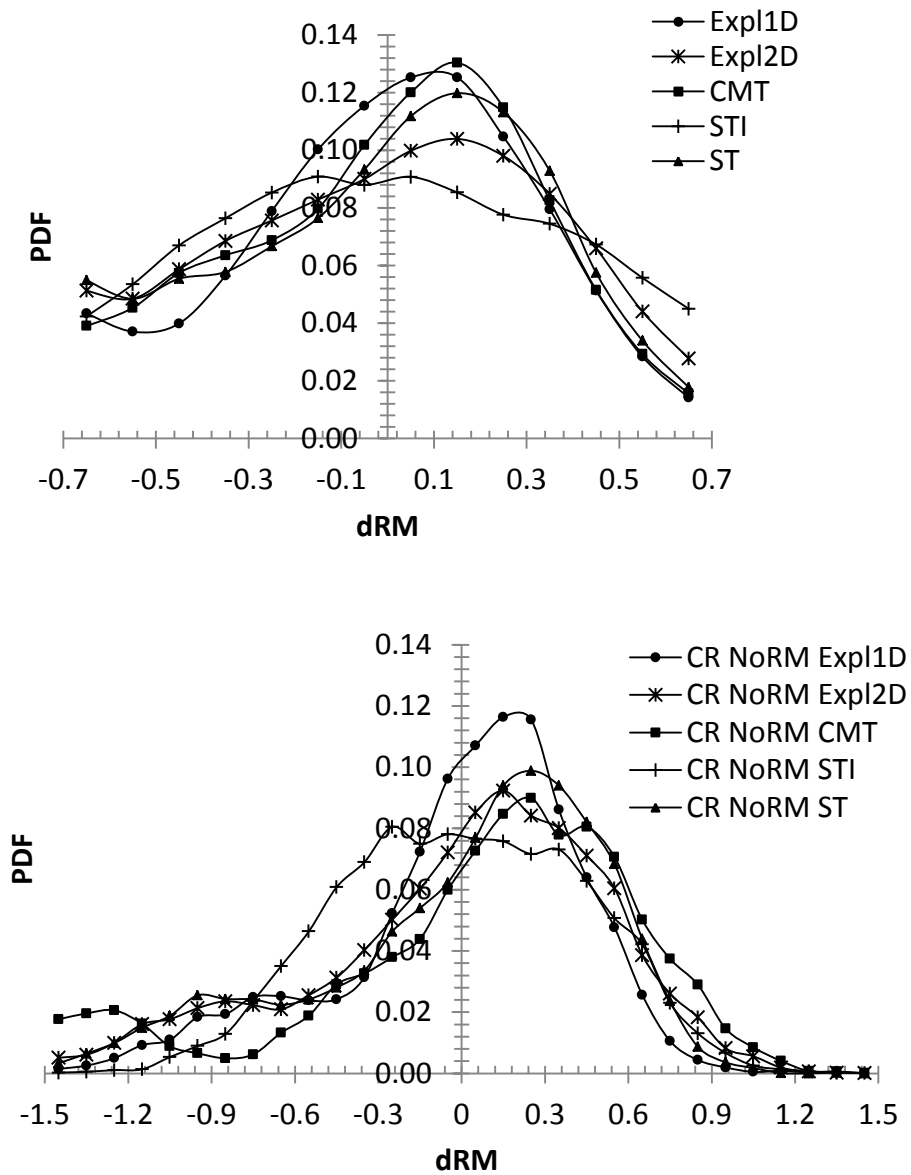 Expl1D
Expl2D
CMT
STI
ST
0.14
0.12
0.10
0.08
0.06
0.04
0.02
0.00
PDF
-0.7 -0.5 -0.3 -0.1 0.1 0.3 0.5 0.7
dRM
CR NoRM Expl1D
CR NoRM Expl2D
CR NoRM CMT
CR NoRM STI
CR NoRM ST
0.14
0.12
0.10
0.08
0.06
0.04
0.02
0.00
PDF
-1.5 -1.2 -0.9 -0.6 -0.3 0 0.3 0.6 0.9 1.2 1.5
dRM